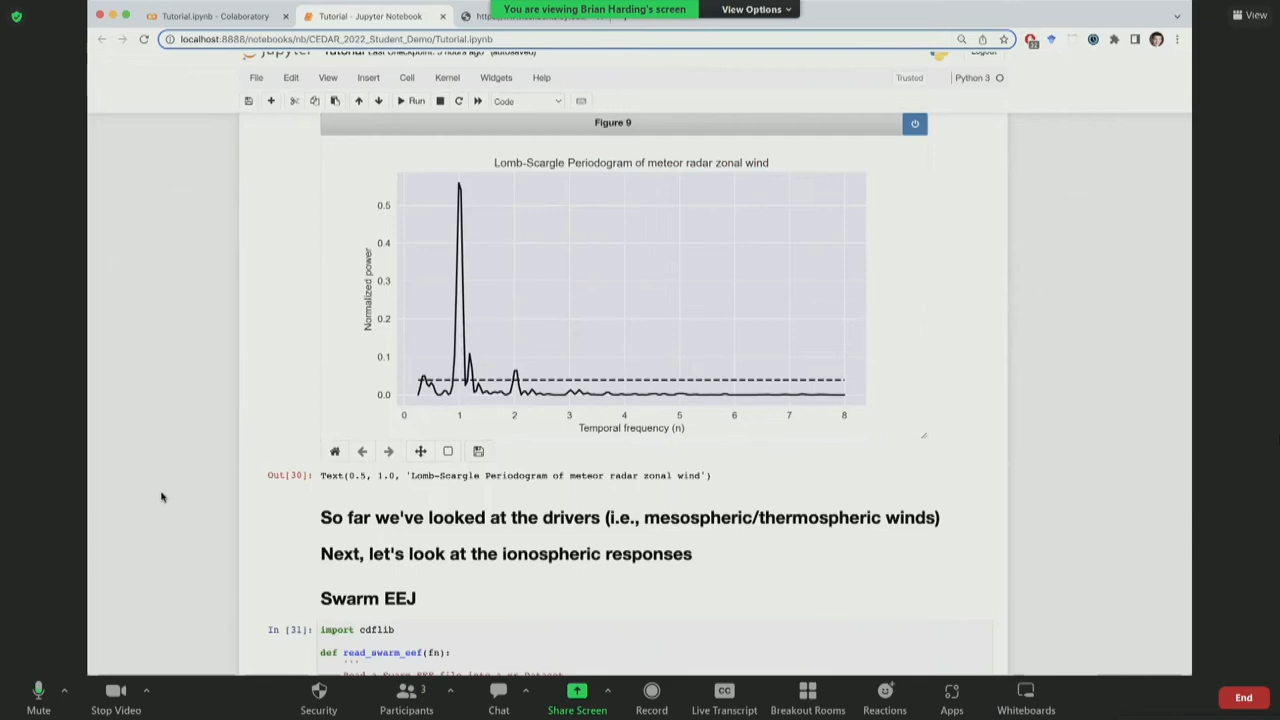 You are viewing Brian Harding's screen
View Options
View
Tutorial.ipynb - Colaboratory
Tutorial - Jupyter Notebook
localhost:8888/notebooks/nb/CEDAR_2022_Student_Demo/Tutorial.ipynb
File Edit View Insert Cell Kernel Widgets Help
Trusted
Python 3
Run
Code
Figure 9
Lomb-Scargle Periodogram of meteor radar zonal wind
Normalized power
0.5
0.4
0.3
0.2
0.1
0.0
0 1 2 3 4 5 6 7 8
Temporal frequency (n)
Out[30]: Text(0.5, 1.0, 'Lomb-Scargle Periodogram of meteor radar zonal wind')
So far we've looked at the drivers (i.e., mesospheric/thermospheric winds)
Next, let's look at the ionospheric responses
Swarm EEJ
In [31]: import cdflib
def read_swarm_eef(fn):
'''
Mute
Stop Video
Security
Participants 3
Chat
Share Screen
Record
CC
Live Transcript
Breakout Rooms
Reactions
Apps
Whiteboards
End